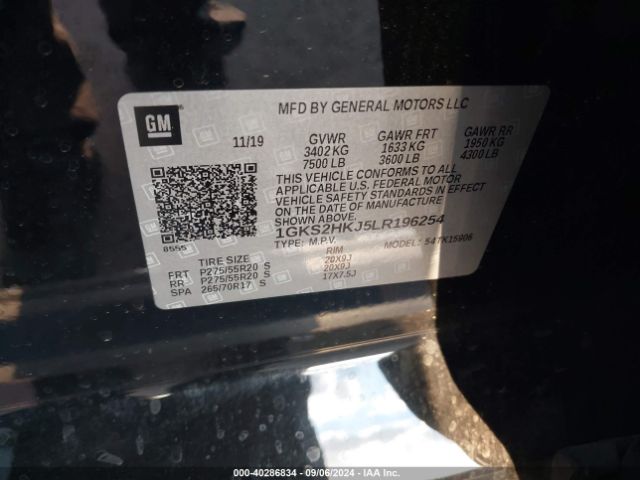 GM
MFD BY GENERAL MOTORS LLC
11/19 GVWR GAWR FRT GAWR RR
3402 KG 1633 KG 1950 KG
7500 LB 3600 LB 4300 LB
THIS VEHICLE CONFORMS TO ALL
APPLICABLE U.S. FEDERAL MOTOR
VEHICLE SAFETY STANDARDS IN EFFECT
ON THE DATE OF MANUFACTURE
SHOWN ABOVE.
1GKS2HKJ5LR196254
8555 TYPE: M.P.V. MODEL: 54TK15906
TIRE SIZE RIM
FRT P275/55R20 S 20X9J
RR P275/55R20 S 20X9J
SPA 265/70R17 S 17X7.5J
000-40286834 - 09/06/2024 - IAA Inc.